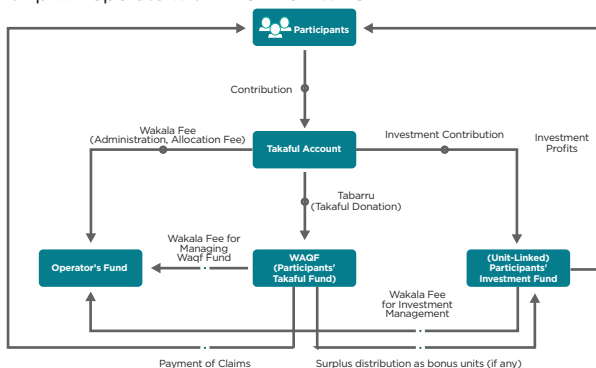 Participants
Contribution
Wakala Fee
(Administration, Allocation Fee)
Takaful Account
Investment Contribution
Investment
Profits
Tabarru
(Takaful Donation)
Wakala Fee for
Managing
Waqf Fund
Operator's Fund
WAQF
(Participants'
Takaful Fund)
(Unit-Linked)
Participants'
Investment Fund
Wakala Fee
for Investment
Management
Payment of Claims
Surplus distribution as bonus units (if any)